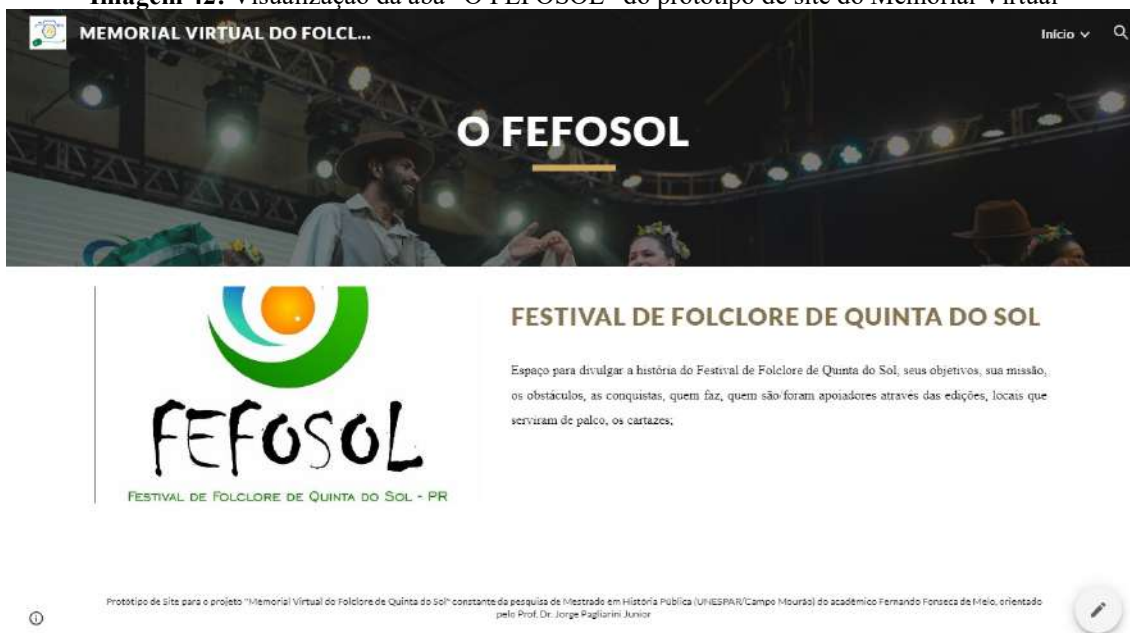 Imagem 42: Visualização da aba "O FEFOSOL" do protótipo de site do Memorial Virtual
MEMORIAL VIRTUAL DO FOLCL...
Início
O FEFOSOL
FESTIVAL DE FOLCLORE DE QUINTA DO SOL
Espaço para divulgar a história do Festival de Folclore de Quinta do Sol, seus objetivos, sua missão,
os obstáculos, as conquistas, quem faz, quem são/foram apoiadores através das edições, locais que
serviram de palco, os cartazes;
FEFOSOL
FESTIVAL DE FOLCLORE DE QUINTA DO SOL - PR
Protótipo de Site para o projeto "Memorial Virtual do Folclore de Quinta do Sol" constante da pesquisa de Mestrado em História Pública (UNESPAR/Campo Mourão) do acadêmico Fernando Fonseca de Melo, orientado
pelo Prof. Dr. Jorge Pagliarini Junior